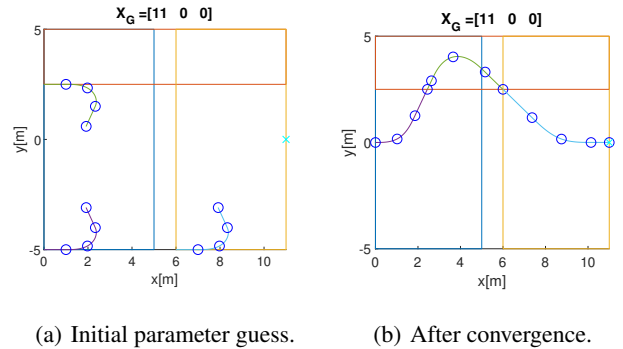 X_G =[11 0 0]
5
y[m]
0
-5
0 2 4 6 8 10
x[m]
(a) Initial parameter guess.
X_G =[11 0 0]
5
y[m]
0
-5
0 2 4 6 8 10
x[m]
(b) After convergence.